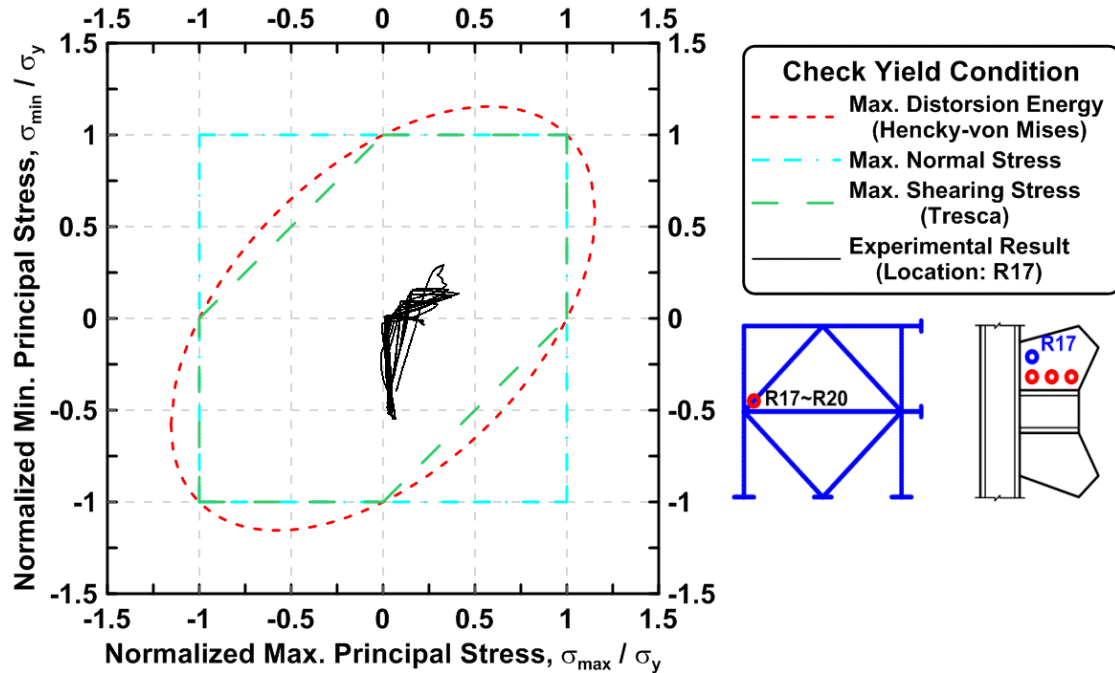 -1.5 -1 -0.5 0 0.5 1 1.5
1.5 1.5
1 1
0.5 0.5
0 0
-0.5 -0.5
-1 -1
-1.5 -1.5
-1.5 -1 -0.5 0 0.5 1 1.5
Normalized Min. Principal Stress, σmin / σy
Normalized Max. Principal Stress, σmax / σy
Check Yield Condition
Max. Distorsion Energy
(Hencky-von Mises)
Max. Normal Stress
Max. Shearing Stress
(Tresca)
Experimental Result
(Location: R17)
R17~R20
R17